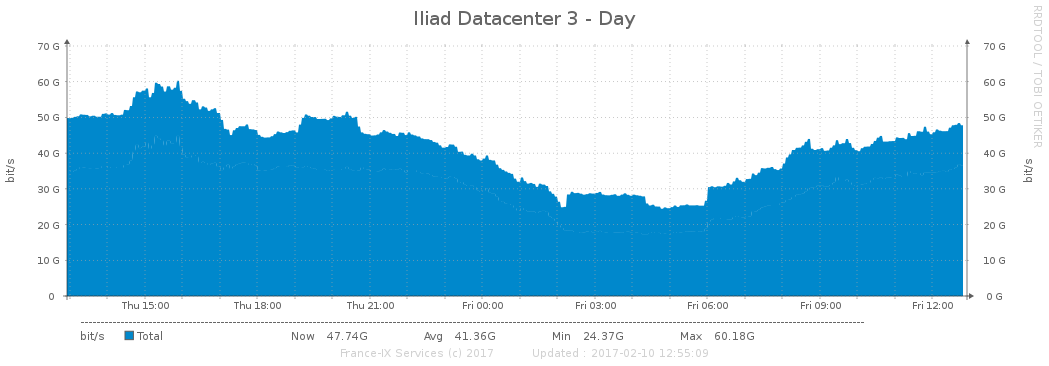 Iliad Datacenter 3 - Day
RRDTOOL / TOBI OETIKER
70 G 70 G
60 G 60 G
50 G 50 G
40 G 40 G
30 G 30 G
20 G 20 G
10 G 10 G
0 0 G
bit/s bit/s
Thu 15:00 Thu 18:00 Thu 21:00 Fri 00:00 Fri 03:00 Fri 06:00 Fri 09:00 Fri 12:00
bit/s Total Now 47.74G Avg 41.36G Min 24.37G Max 60.18G
France-IX Services (c) 2017 Updated : 2017-02-10 12:55:09